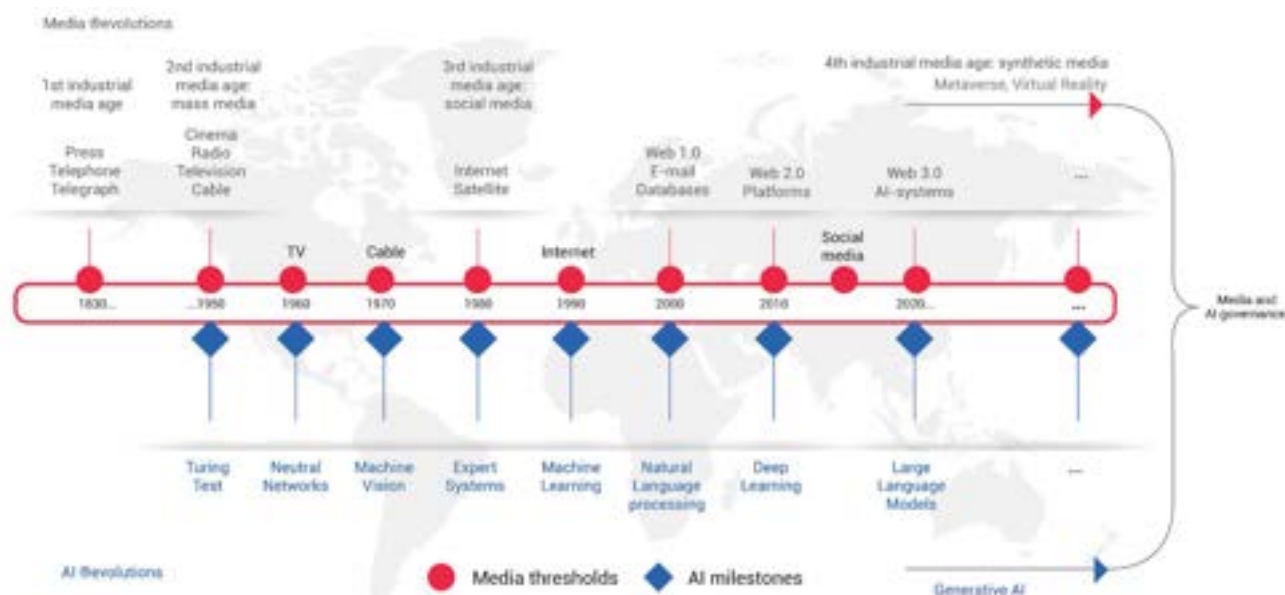 Media ®evolutions
1st industrial
media age
2nd industrial
media age:
mass media
3rd industrial
media age:
social media
4th industrial media age: synthetic media
Metaverse, Virtual Reality
Press
Telephone
Telegraph
Cinema
Radio
Television
Cable
Internet
Satellite
Web 1.0
E-mail
Databases
Web 2.0
Platforms
Web 3.0
AI-systems
...
TV
Cable
Internet
Social
media
1830...
...1950
1960
1970
1980
1990
2000
2010
2020...
...
Media and
AI governance
Turing
Test
Neutral
Networks
Machine
Vision
Expert
Systems
Machine
Learning
Natural
Language
processing
Deep
Learning
Large
Language
Models
...
AI ®evolutions
Media thresholds
AI milestones
Generative AI